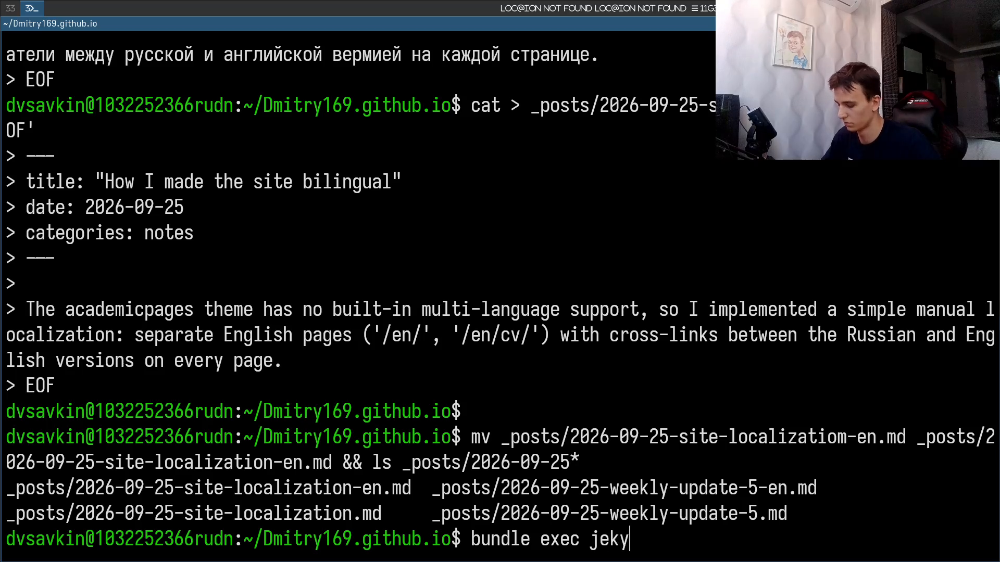 33 3>_ LOC@ION NOT FOUND LOC@ION NOT FOUND ☰ 11G
~/Dmitry169.github.io
атели между русской и английской вермией на каждой странице.
> EOF
dvsavkin@1032252366rudn:~/Dmitry169.github.io$ cat > _posts/2026-09-25-s
OF'
> ---
> title: "How I made the site bilingual"
> date: 2026-09-25
> categories: notes
> ---
>
> The academicpages theme has no built-in multi-language support, so I implemented a simple manual l
ocalization: separate English pages ('/en/', '/en/cv/') with cross-links between the Russian and Eng
lish versions on every page.
> EOF
dvsavkin@1032252366rudn:~/Dmitry169.github.io$
dvsavkin@1032252366rudn:~/Dmitry169.github.io$ mv _posts/2026-09-25-site-localizatiom-en.md _posts/2
026-09-25-site-localization-en.md && ls _posts/2026-09-25*
_posts/2026-09-25-site-localization-en.md _posts/2026-09-25-weekly-update-5-en.md
_posts/2026-09-25-site-localization.md _posts/2026-09-25-weekly-update-5.md
dvsavkin@1032252366rudn:~/Dmitry169.github.io$ bundle exec jeky